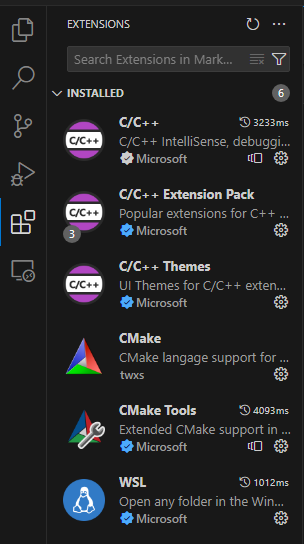 EXTENSIONS
Search Extensions in Mark...
INSTALLED
6
C/C++
C/C++
3233ms
C/C++ IntelliSense, debuggi...
Microsoft
C/C++
3
C/C++ Extension Pack
Popular extensions for C++ ...
Microsoft
C/C++
C/C++ Themes
UI Themes for C/C++ exten...
Microsoft
CMake
CMake langage support for ...
twxs
CMake Tools
4093ms
Extended CMake support in ...
Microsoft
WSL
1012ms
Open any folder in the Win...
Microsoft